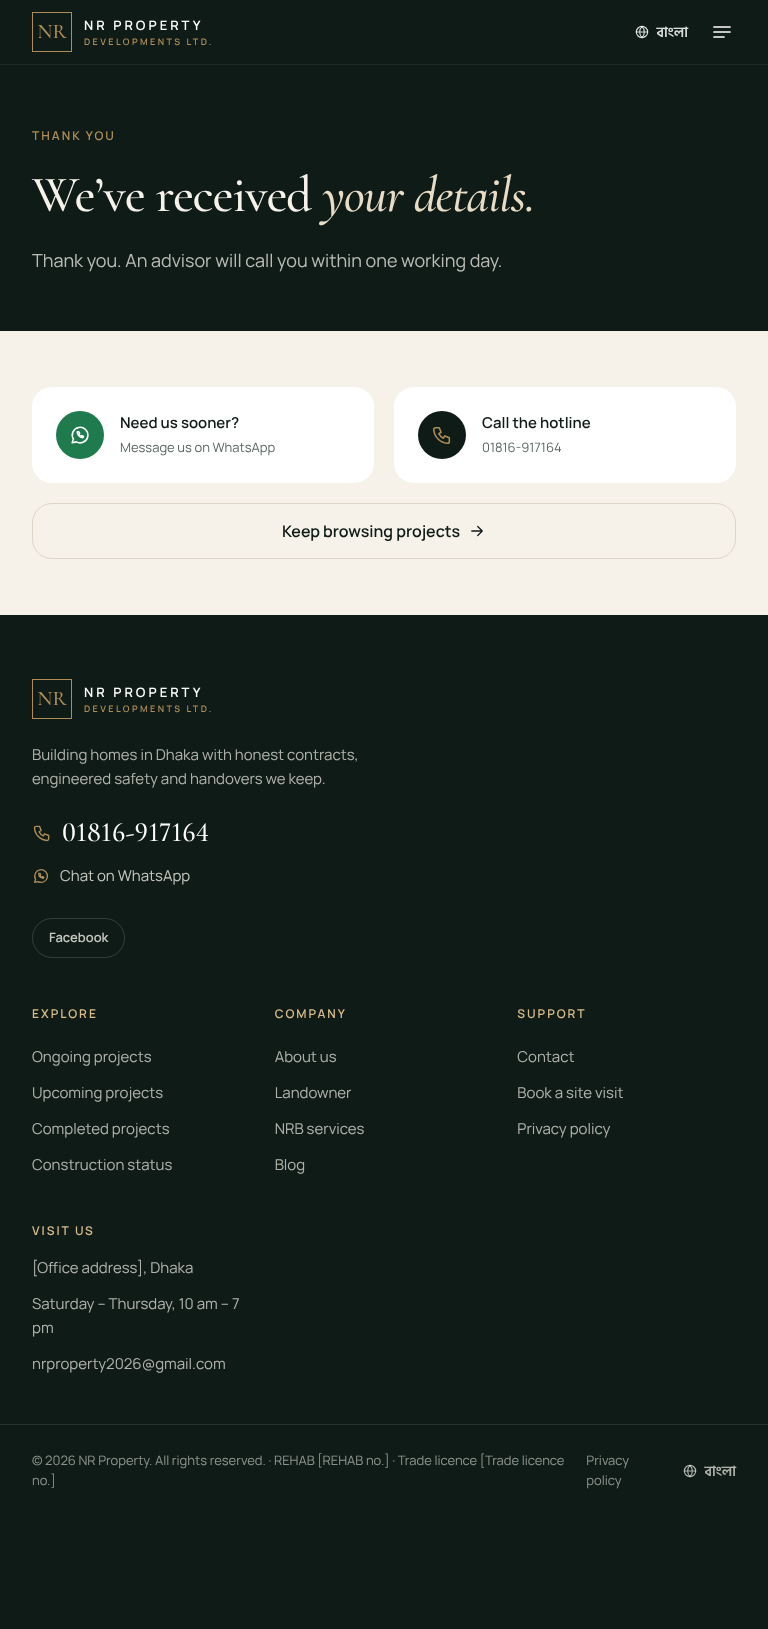 NR
NR PROPERTY
DEVELOPMENTS LTD.
বাংলা
THANK YOU
We’ve received your details.
Thank you. An advisor will call you within one working day.
Need us sooner?
Message us on WhatsApp
Call the hotline
01816-917164
Keep browsing projects →
NR
NR PROPERTY
DEVELOPMENTS LTD.
Building homes in Dhaka with honest contracts,
engineered safety and handovers we keep.
01816-917164
Chat on WhatsApp
Facebook
EXPLORE
Ongoing projects
Upcoming projects
Completed projects
Construction status
COMPANY
About us
Landowner
NRB services
Blog
SUPPORT
Contact
Book a site visit
Privacy policy
VISIT US
[Office address], Dhaka
Saturday – Thursday, 10 am – 7
pm
nrproperty2026@gmail.com
© 2026 NR Property. All rights reserved. · REHAB [REHAB no.] · Trade licence [Trade licence
no.]
Privacy
policy
বাংলা